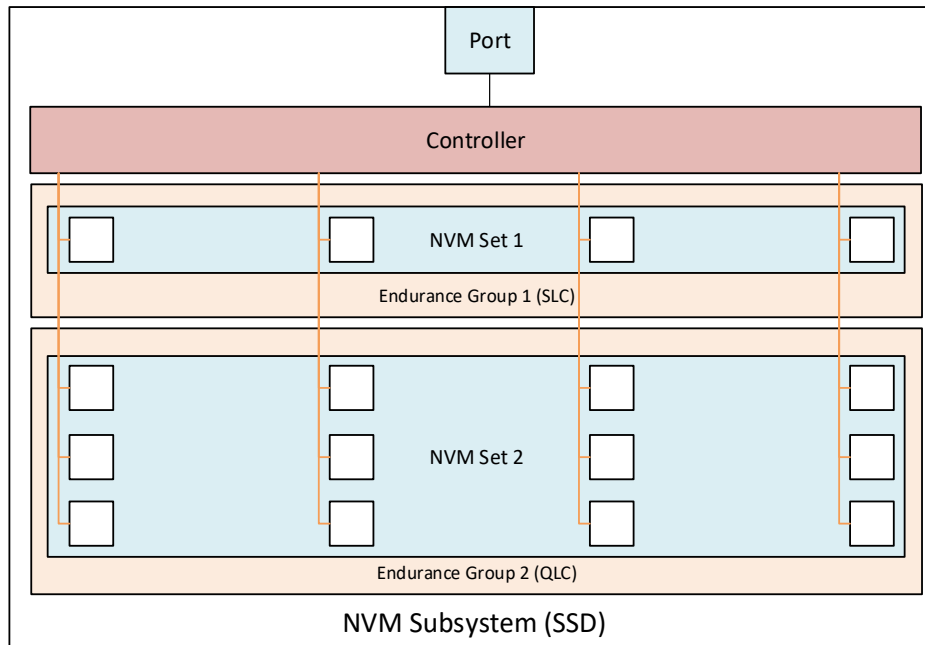 Port
Controller
NVM Set 1
Endurance Group 1 (SLC)
NVM Set 2
Endurance Group 2 (QLC)
NVM Subsystem (SSD)